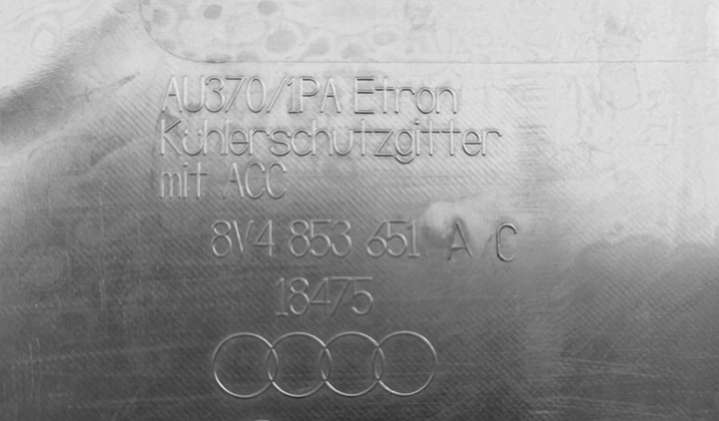 AU370/1PA Etron
Kühlerschutzgitter
mit ACC
8V4 853 651 A C
18475